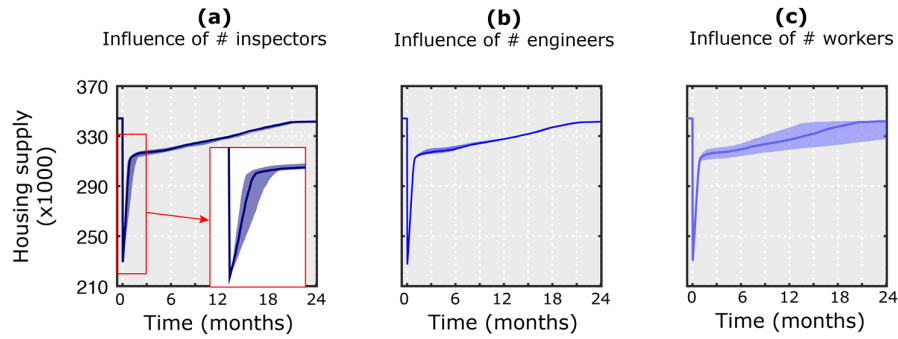 (a)
Influence of # inspectors
(b)
Influence of # engineers
(c)
Influence of # workers
Housing supply
(x1000)
370
330
290
250
210
0 6 12 18 24
Time (months)
0 6 12 18 24
Time (months)
0 6 12 18 24
Time (months)